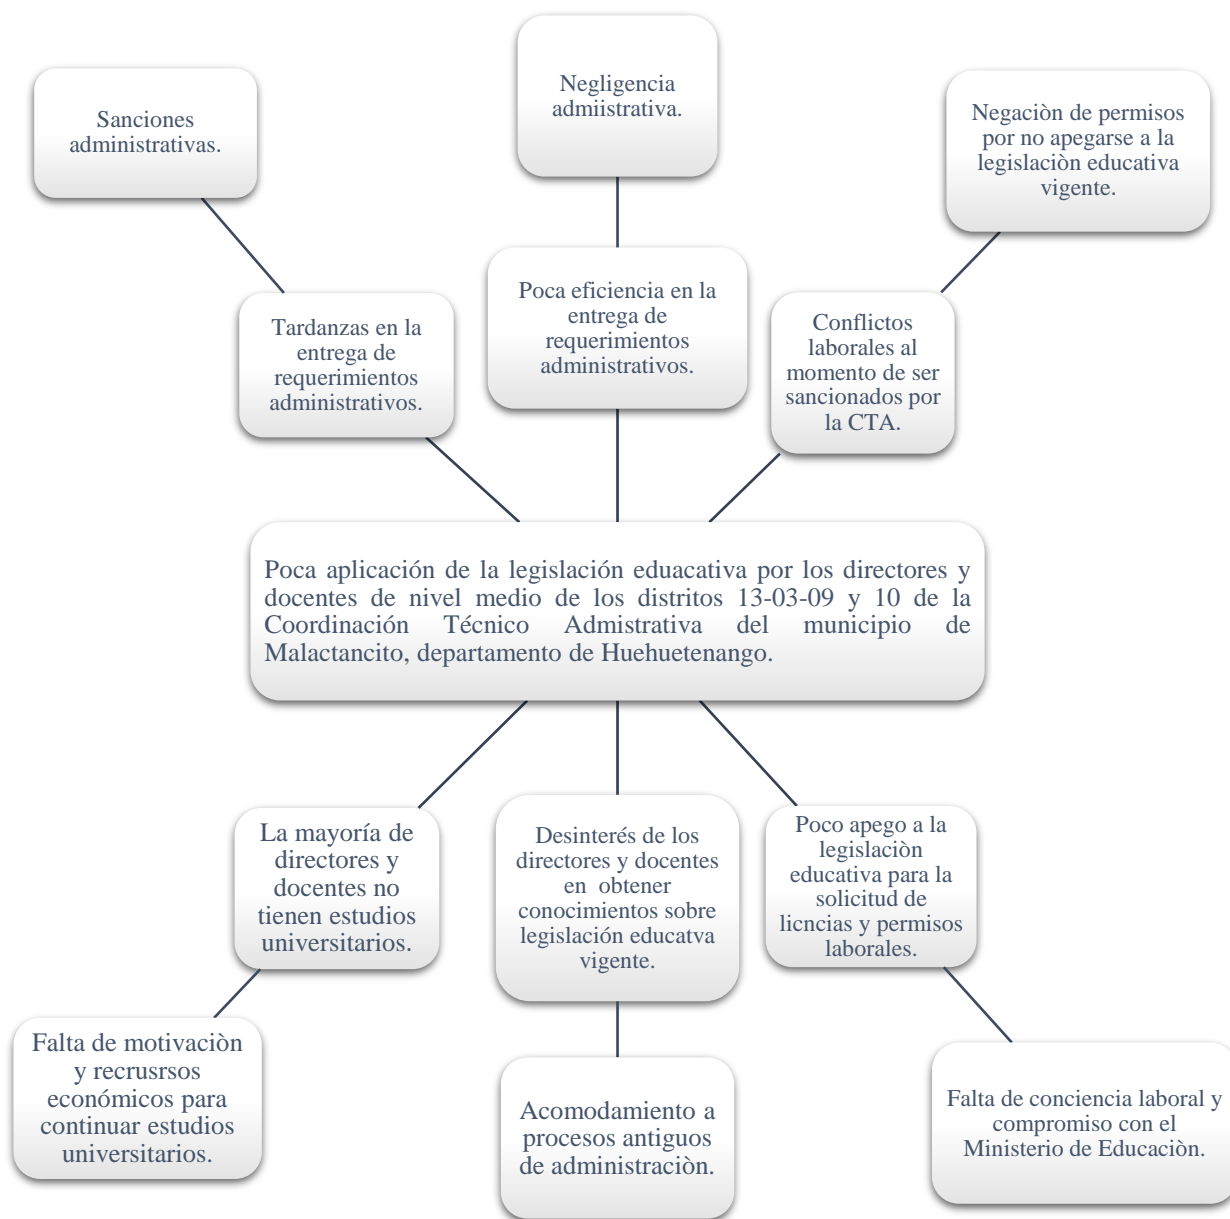 Sanciones
administrativas.
Negligencia
admiistrativa.
Negaciòn de permisos
por no apegarse a la
legislaciòn educativa
vigente.
Tardanzas en la
entrega de
requerimientos
administrativos.
Poca eficiencia en la
entrega de
requerimientos
administrativos.
Conflictos
laborales al
momento de ser
sancionados por
la CTA.
Poca aplicación de la legislación eduacativa por los directores y
docentes de nivel medio de los distritos 13-03-09 y 10 de la
Coordinación Técnico Admistrativa del municipio de
Malactancito, departamento de Huehuetenango.
La mayoría de
directores y
docentes no
tienen estudios
universitarios.
Desinterés de los
directores y docentes
en obtener
conocimientos sobre
legislación educatva
vigente.
Poco apego a la
legislaciòn
educativa para la
solicitud de
licncias y permisos
laborales.
Falta de motivaciòn
y recrusrsos
económicos para
continuar estudios
universitarios.
Acomodamiento a
procesos antiguos
de administraciòn.
Falta de conciencia laboral y
compromiso con el
Ministerio de Educaciòn.